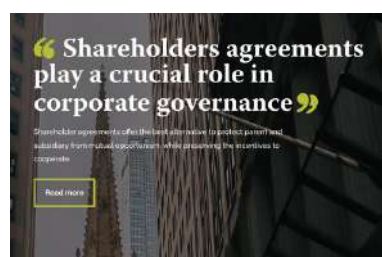 “ Shareholders agreements
play a crucial role in
corporate governance ”
Shareholder agreements offer the best alternative to protect parent and
subsidiary from mutual opportunism, while preserving the incentives to
cooperate
Read more